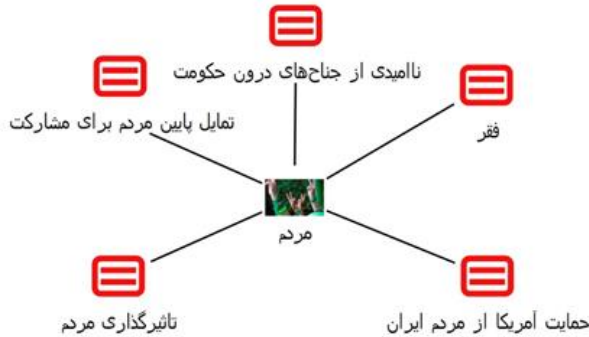 ناامیدی از جناح‌های درون حکومت
تمایل پایین مردم برای مشارکت
فقر
مردم
تاثیرگذاری مردم
حمایت آمریکا از مردم ایران